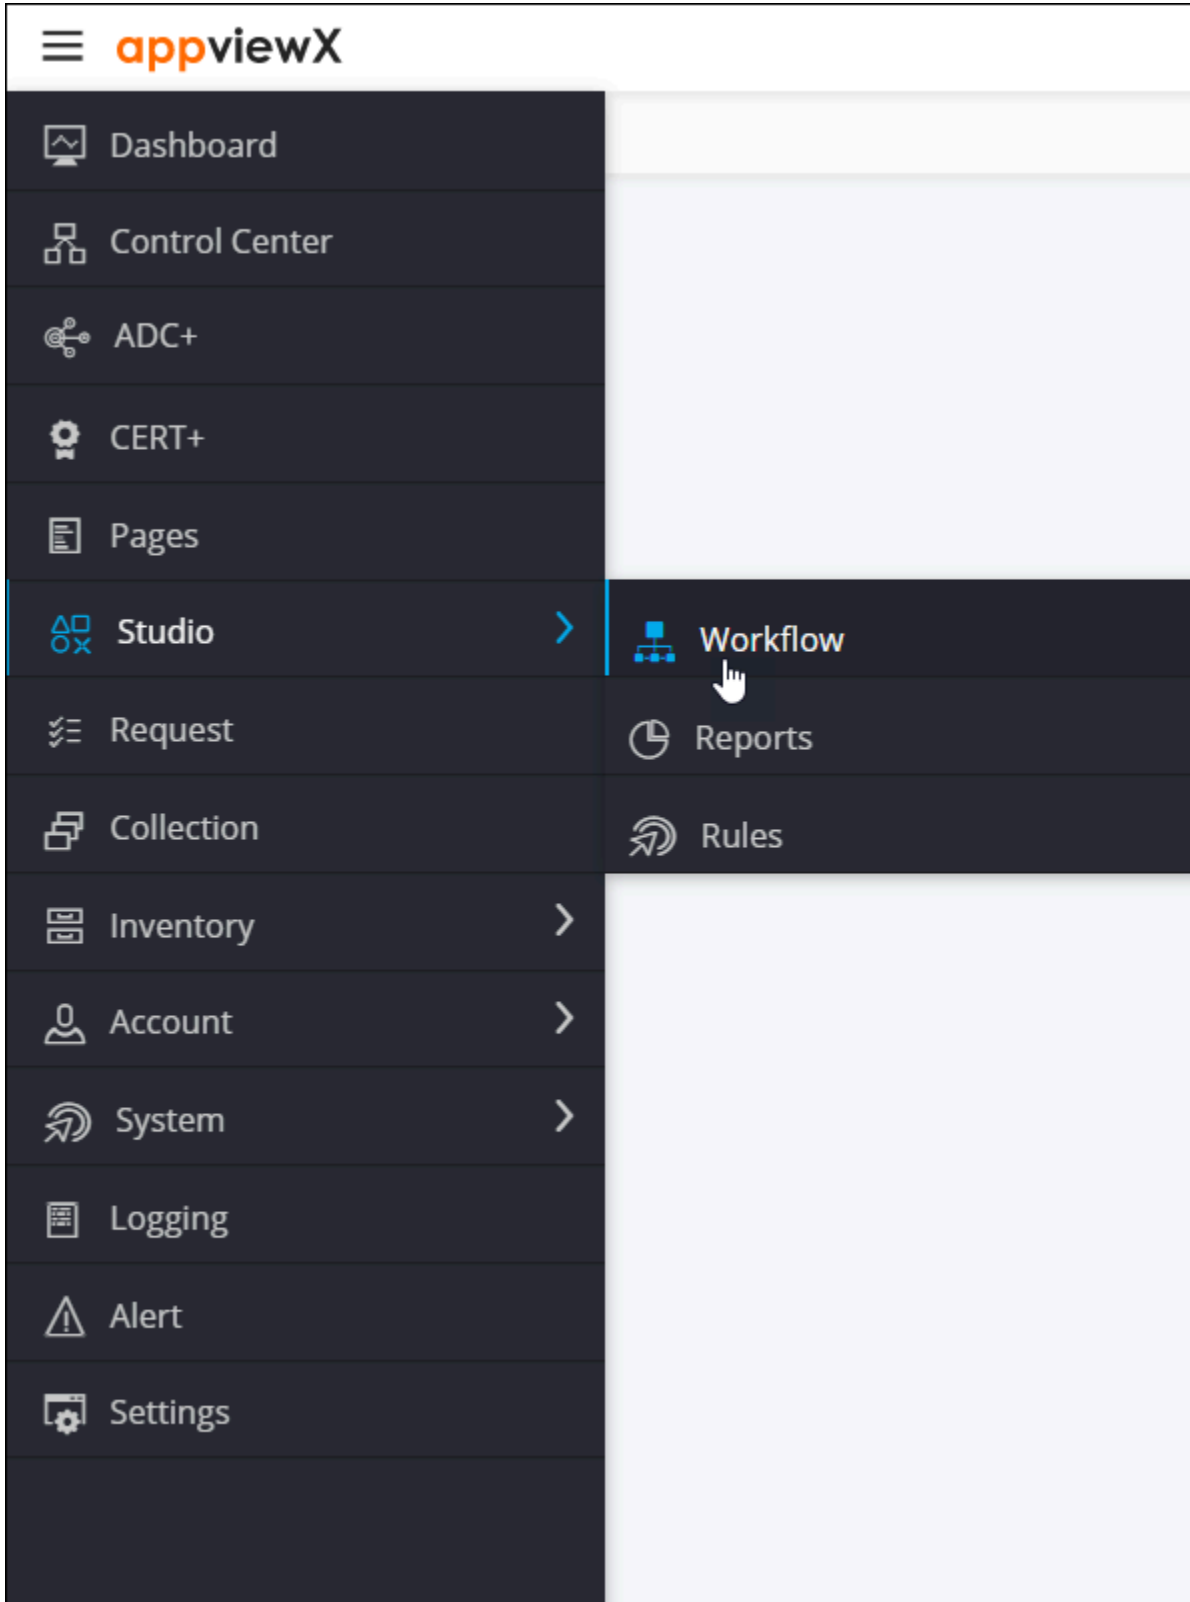 appviewX
Dashboard
Control Center
ADC+
CERT+
Pages
Studio
Workflow
Request
Reports
Collection
Rules
Inventory
Account
System
Logging
Alert
Settings